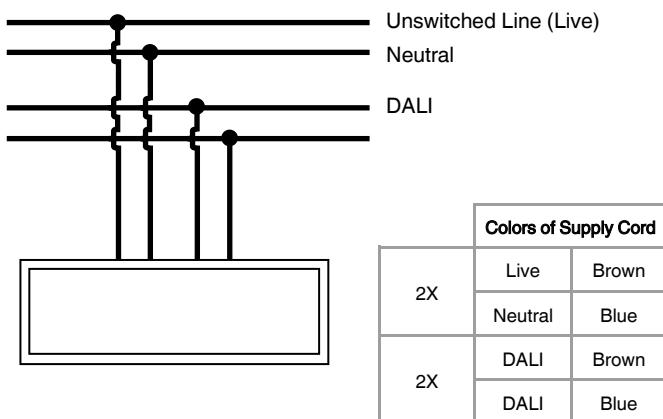 Unswitched Line (Live)
Neutral
DALI
Colors of Supply Cord
2X
Live Brown
Neutral Blue
2X
DALI Brown
DALI Blue